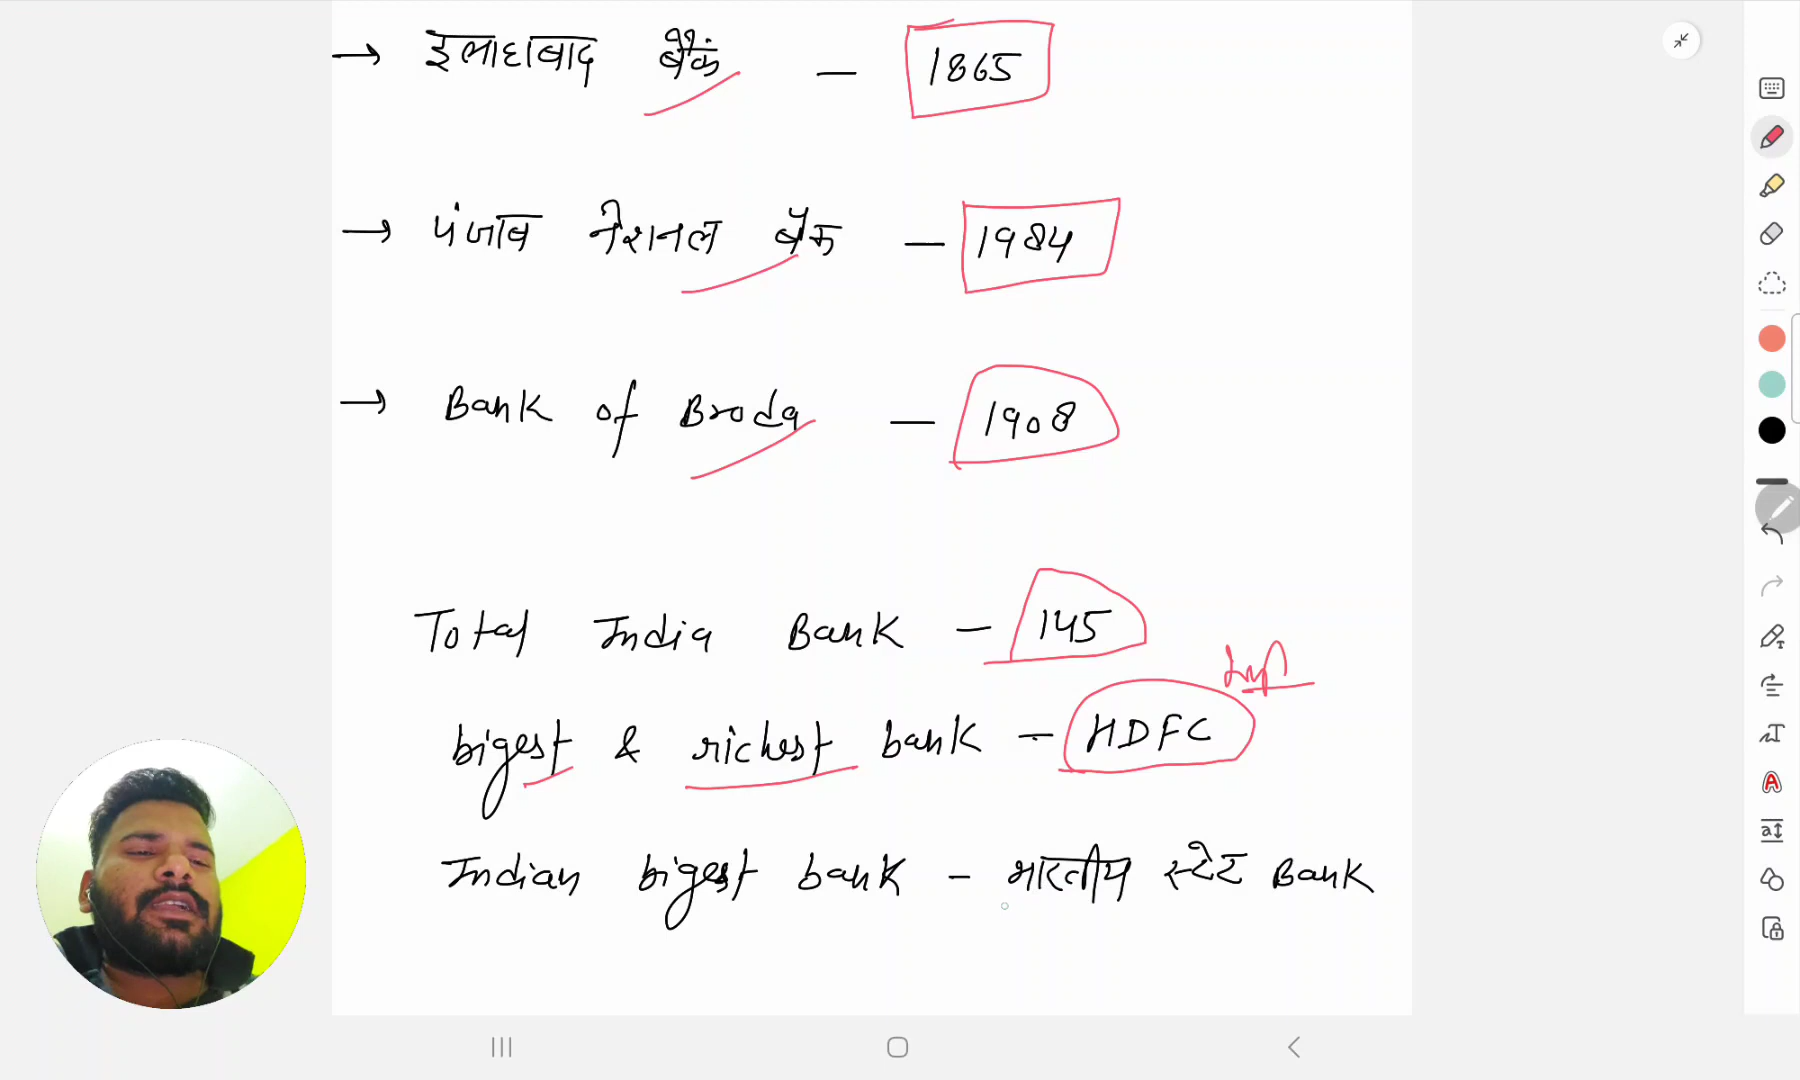 → इलाहाबाद बैंक – 1865
→ पंजाब नेशनल बैंक – 1984
→ Bank of Broda – 1908
Total India Bank – 145
Imp
bigest & richest bank – HDFC
Indian bigest bank – भारतीय स्टेट Bank